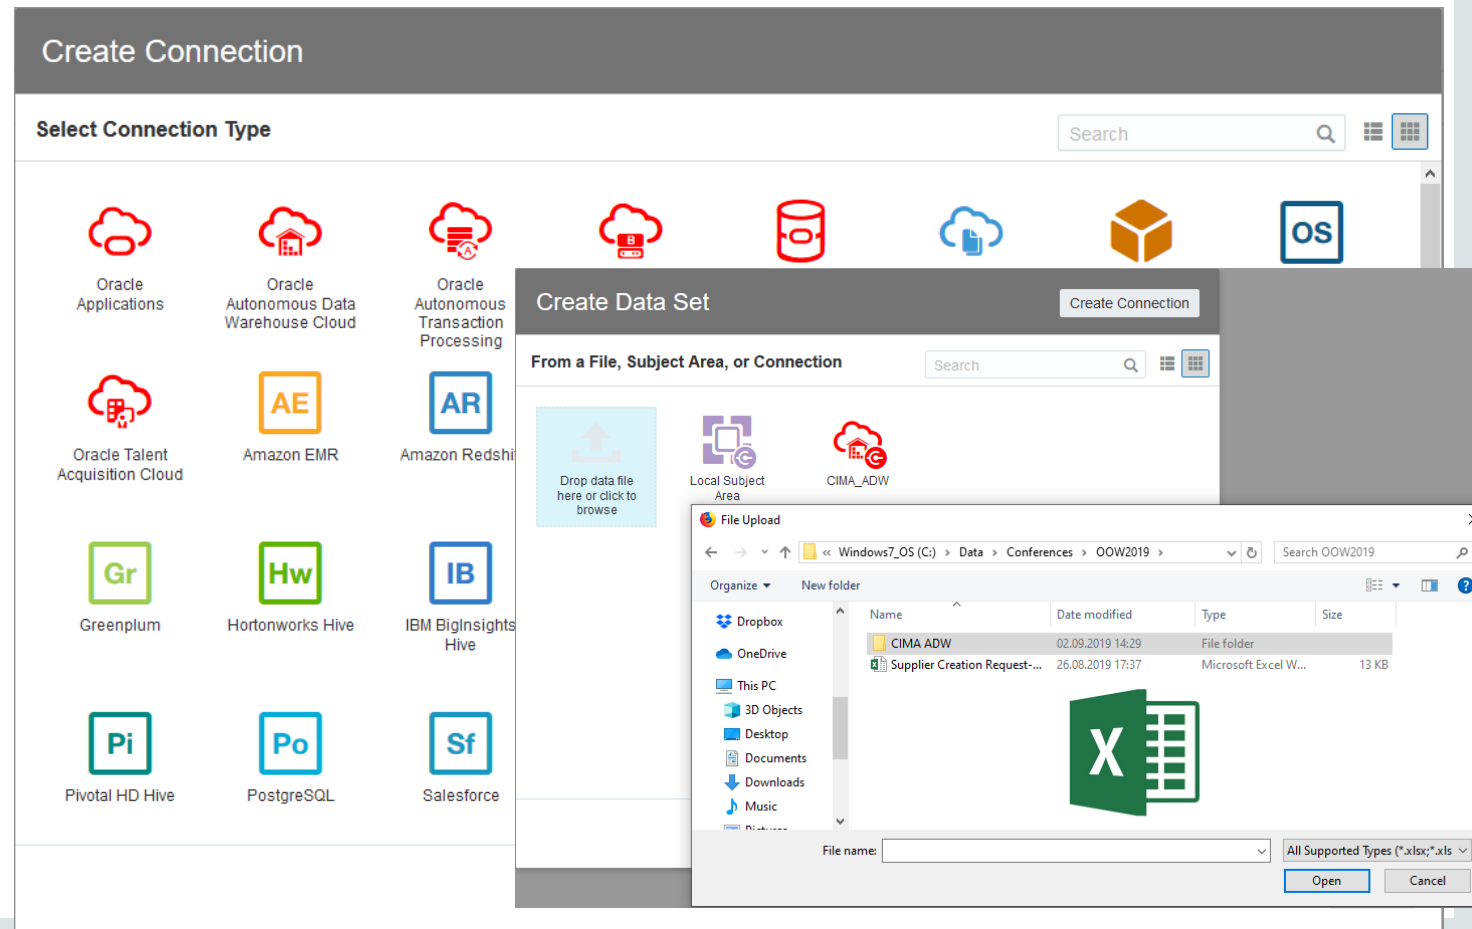 Create Connection
Select Connection Type
Search
OS
Oracle
Applications
Oracle
Autonomous Data
Warehouse Cloud
Oracle
Autonomous
Transaction
Processing
B
A
M
Oracle Talent
Acquisition Cloud
AE
Amazon EMR
AR
Amazon Redshi
Gr
Greenplum
Hw
Hortonworks Hive
IB
IBM BigInsights
Hive
Pi
Pivotal HD Hive
Po
PostgreSQL
Sf
Salesforce
Create Data Set
Create Connection
From a File, Subject Area, or Connection
Search
Drop data file
here or click to
browse
Local Subject
Area
CIMA_ADW
File Upload
« Windows7_OS (C:) › Data › Conferences › OOW2019 ›
Search OOW2019
Organize
New folder
Name
Date modified
Type
Size
Dropbox
OneDrive
This PC
3D Objects
Desktop
Documents
Downloads
Music
Pictures
CIMA ADW
02.09.2019 14:29
File folder
Supplier Creation Request-...
26.08.2019 17:37
Microsoft Excel W...
13 KB
X
File name:
All Supported Types (*.xlsx;*.xls
Open
Cancel